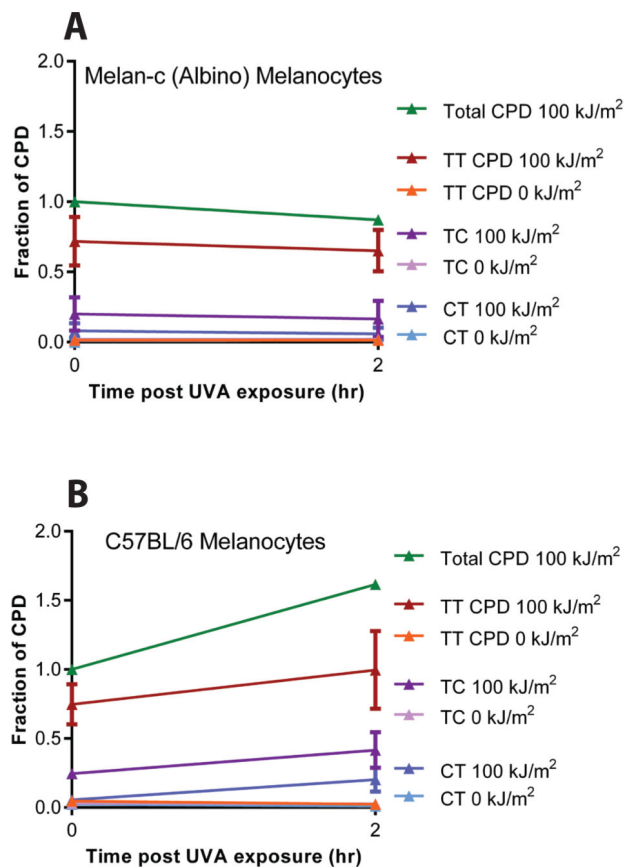 A
Melan-c (Albino) Melanocytes
2.0
1.5
1.0
0.5
0.0
Fraction of CPD
0
2
Time post UVA exposure (hr)
Total CPD 100 kJ/m²
TT CPD 100 kJ/m²
TT CPD 0 kJ/m²
TC 100 kJ/m²
TC 0 kJ/m²
CT 100 kJ/m²
CT 0 kJ/m²
B
C57BL/6 Melanocytes
2.0
1.5
1.0
0.5
0.0
Fraction of CPD
0
2
Time post UVA exposure (hr)
Total CPD 100 kJ/m²
TT CPD 100 kJ/m²
TT CPD 0 kJ/m²
TC 100 kJ/m²
TC 0 kJ/m²
CT 100 kJ/m²
CT 0 kJ/m²